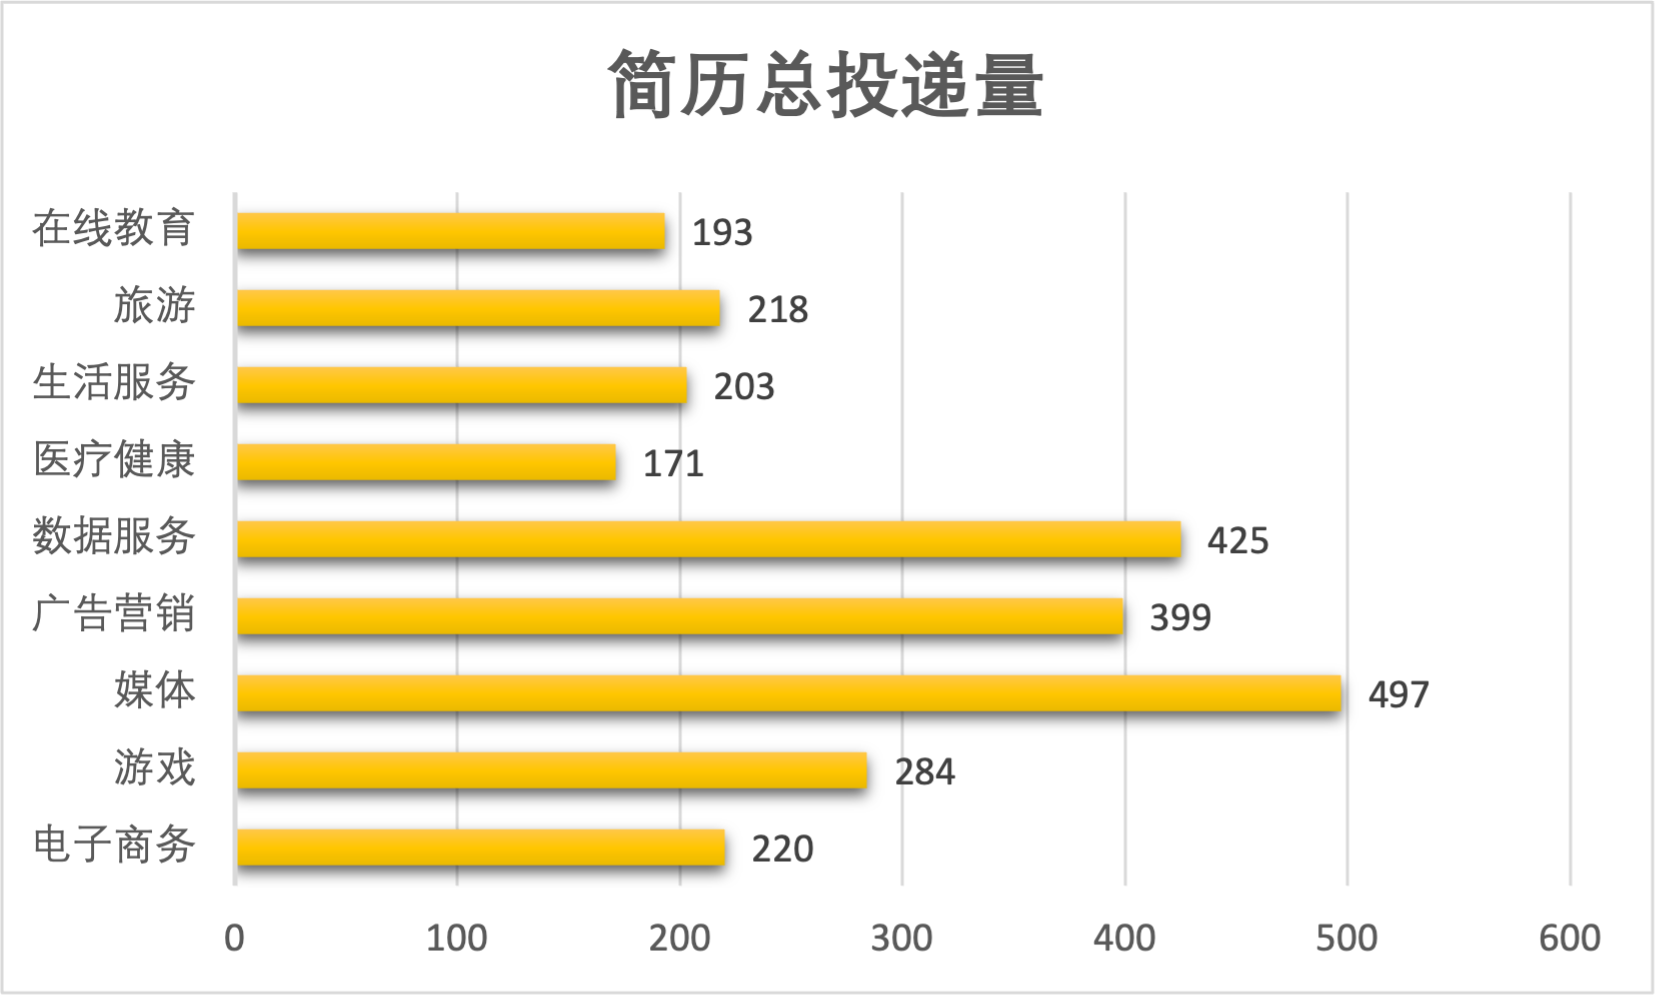 简历总投递量
在线教育 193
旅游 218
生活服务 203
医疗健康 171
数据服务 425
广告营销 399
媒体 497
游戏 284
电子商务 220
0 100 200 300 400 500 600